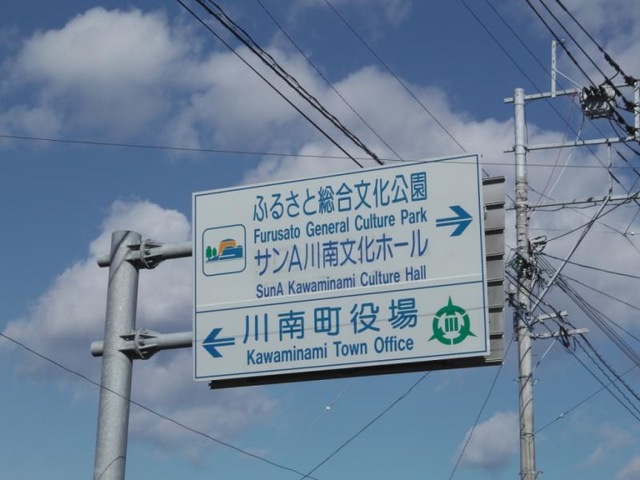 ふるさと総合文化公園
Furusato General Culture Park
サンA川南文化ホール
SunA Kawaminami Culture Hall
川南町役場
Kawaminami Town Office